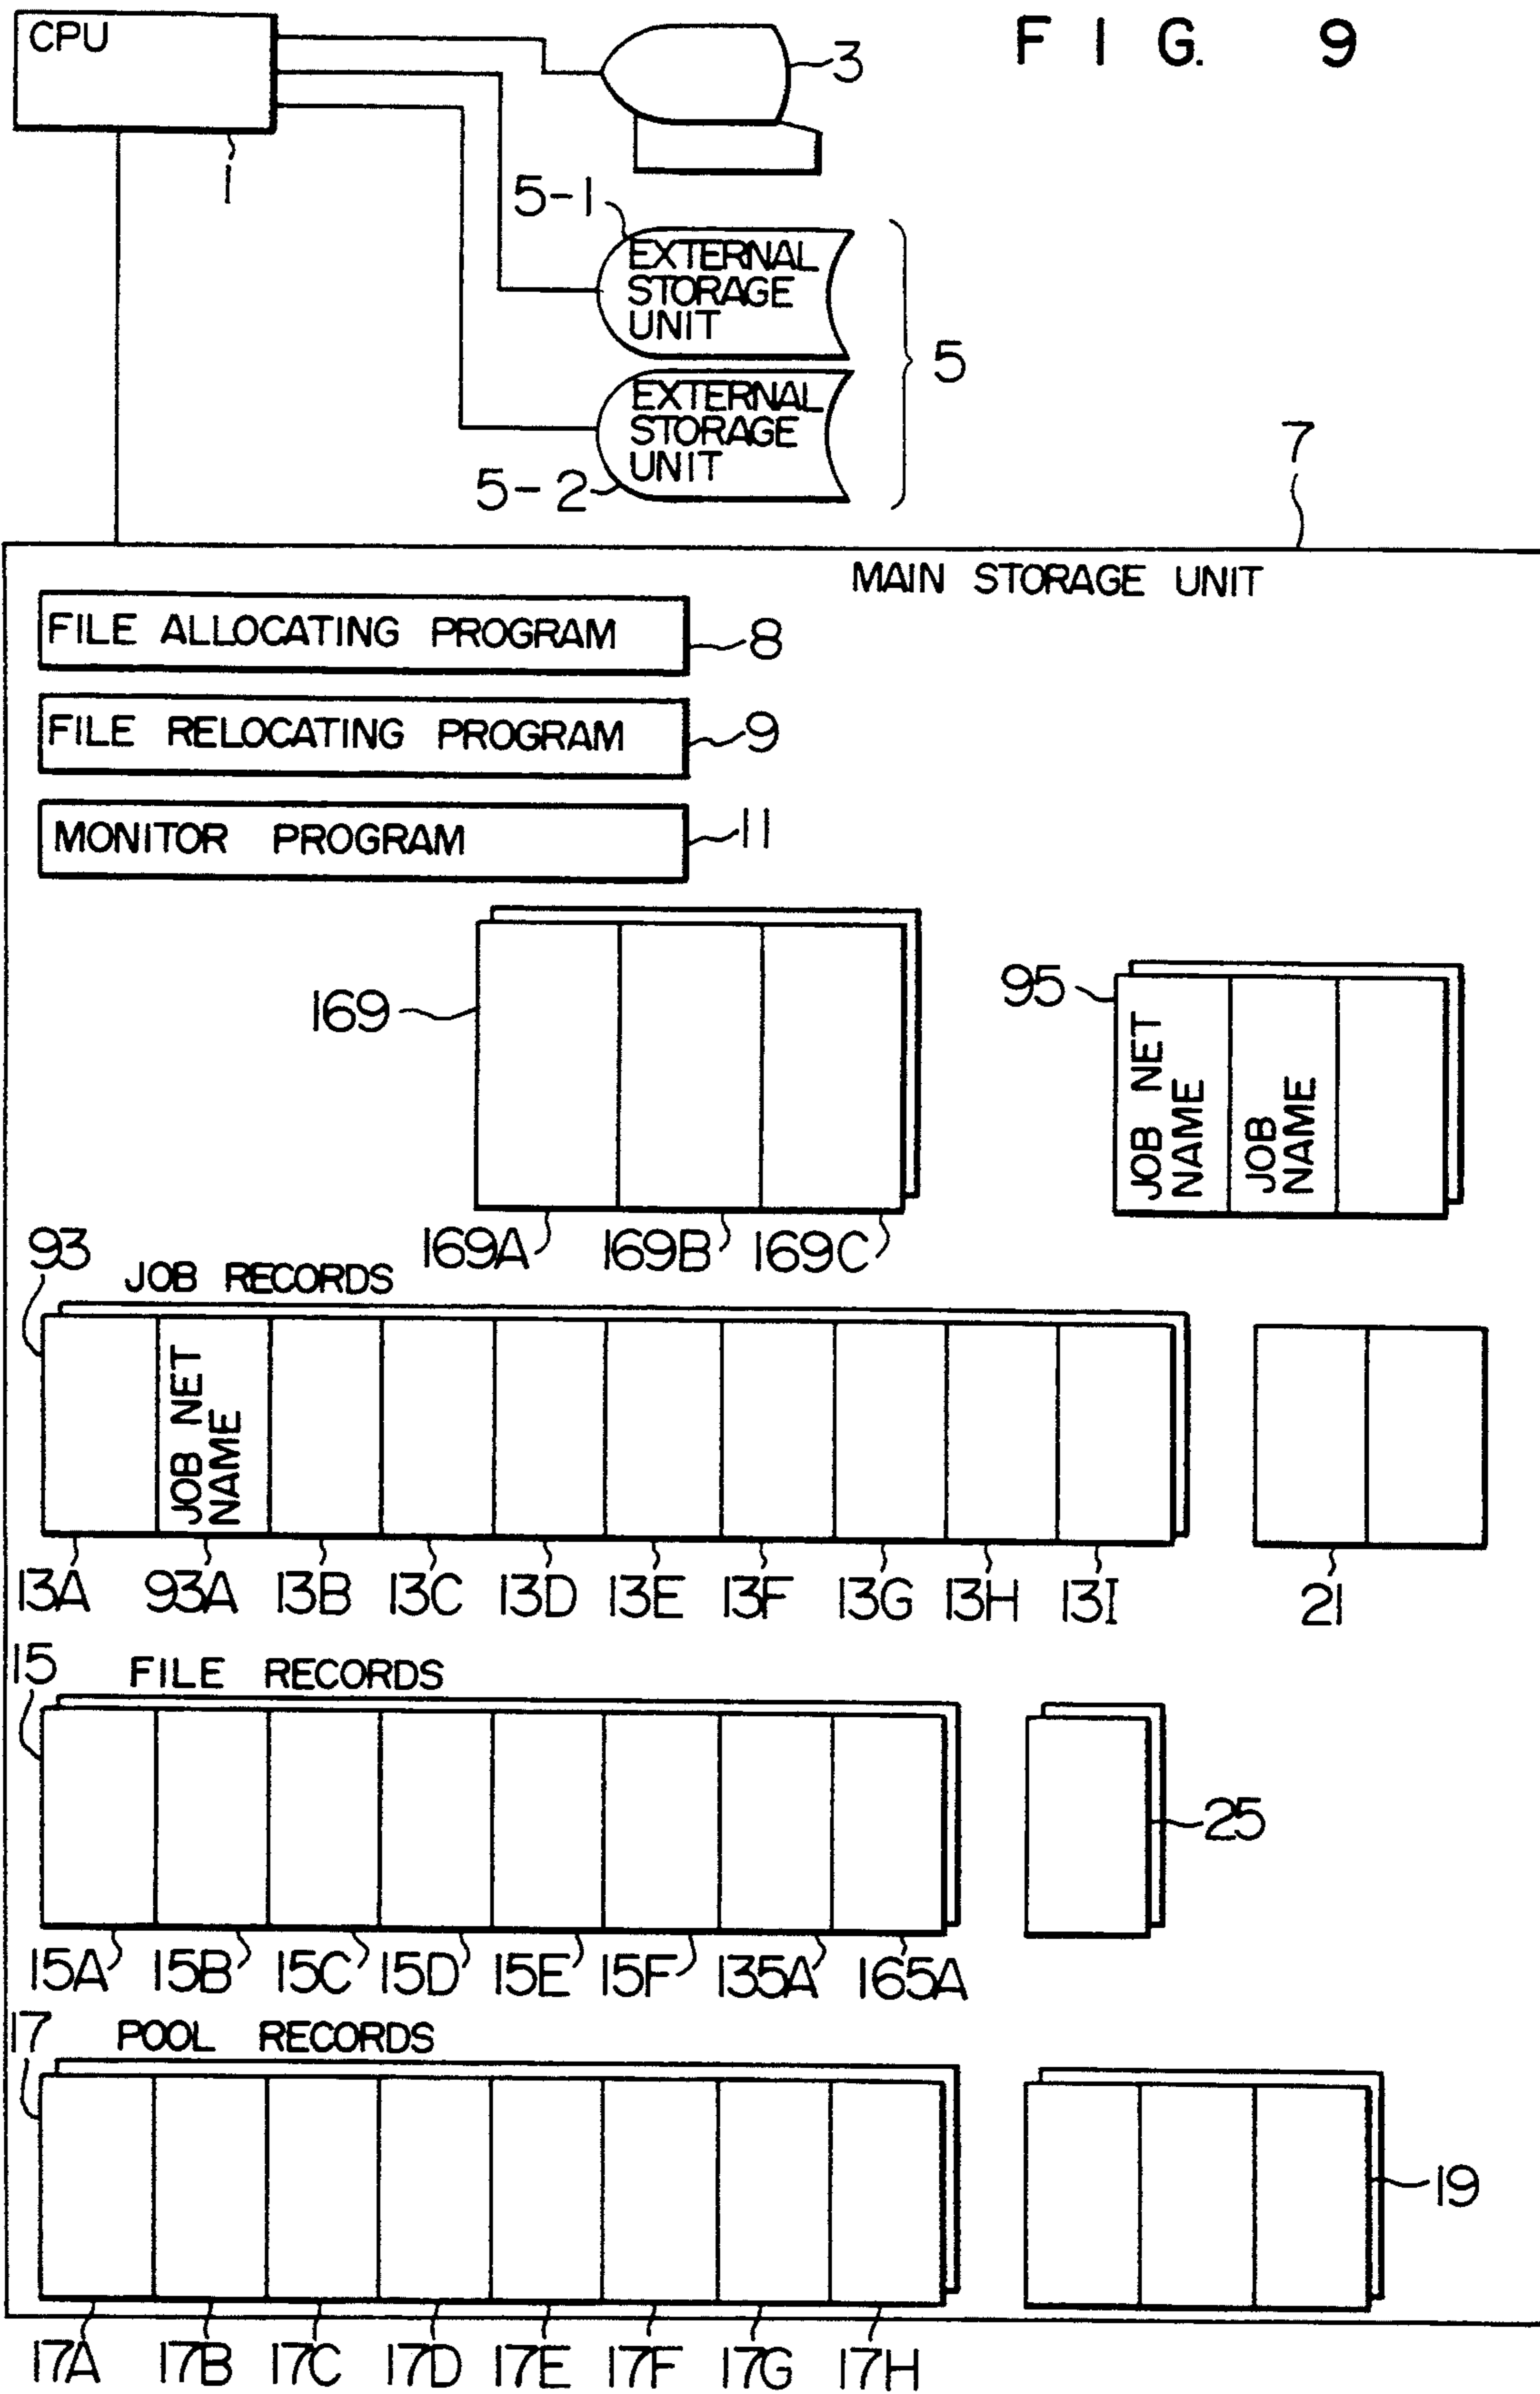 FIG. 9
CPU
1
3
5-1
EXTERNAL
STORAGE
UNIT
5
EXTERNAL
STORAGE
UNIT
5-2
7
MAIN STORAGE UNIT
FILE ALLOCATING PROGRAM
8
FILE RELOCATING PROGRAM
9
MONITOR PROGRAM
11
169
95
JOB NET
NAME
JOB
NAME
169A 169B 169C
93
JOB RECORDS
JOB NET
NAME
13A 93A 13B 13C 13D 13E 13F 13G 13H 13I 21
15
FILE RECORDS
25
15A 15B 15C 15D 15E 15F 135A 165A
17
POOL RECORDS
19
17A 17B 17C 17D 17E 17F 17G 17H